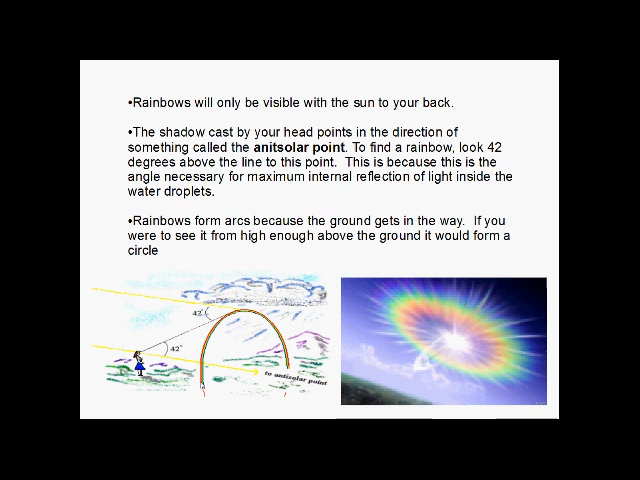 •Rainbows will only be visible with the sun to your back.
•The shadow cast by your head points in the direction of
something called the anitsolar point. To find a rainbow, look 42
degrees above the line to this point.  This is because this is the
angle necessary for maximum internal reflection of light inside the
water droplets.
•Rainbows form arcs because the ground gets in the way.  If you
were to see it from high enough above the ground it would form a
circle
42°
42°
to antisolar point